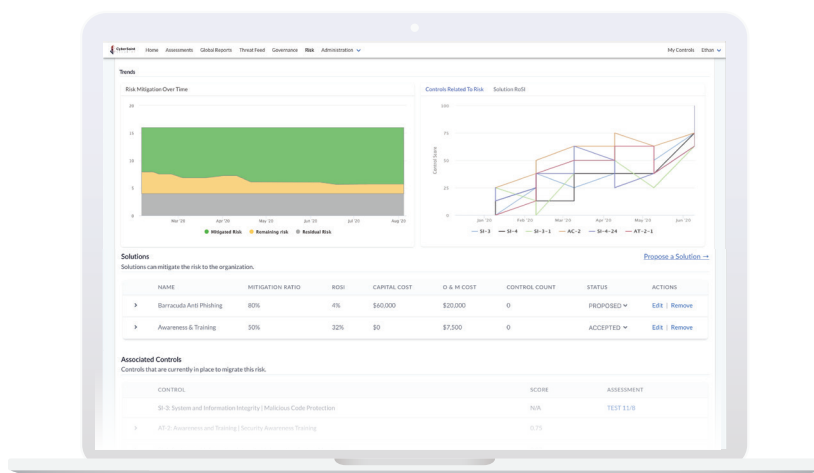 CyberSaint Home Assessments Global Reports Threat Feed Governance Risk Administration My Controls Ethan
Trends
Risk Mitigation Over Time
20
15
10
5
0
Mar '20 Apr '20 May '20 Jun '20 Jul '20 Aug '20
Mitigated Risk Remaining risk Residual Risk
Controls Related To Risk Solution RoSI
100
75
50
25
0
Control Score
Jan '20 Feb '20 Mar '20 Apr '20 May '20 Jun '20
SI-3 SI-4 SI-3-1 AC-2 SI-4-24 AT-2-1
Solutions Propose a Solution →
Solutions can mitigate the risk to the organization.
NAME MITIGATION RATIO ROSI CAPITAL COST O & M COST CONTROL COUNT STATUS ACTIONS
Barracuda Anti Phishing 80% 4% $60,000 $20,000 0 PROPOSED Edit | Remove
Awareness & Training 50% 32% $0 $7,500 0 ACCEPTED Edit | Remove
Associated Controls
Controls that are currently in place to migrate this risk.
CONTROL SCORE ASSESSMENT
SI-3: System and Information Integrity | Malicious Code Protection N/A TEST 11/8
AT-2: Awareness and Training | Security Awareness Training 0.75